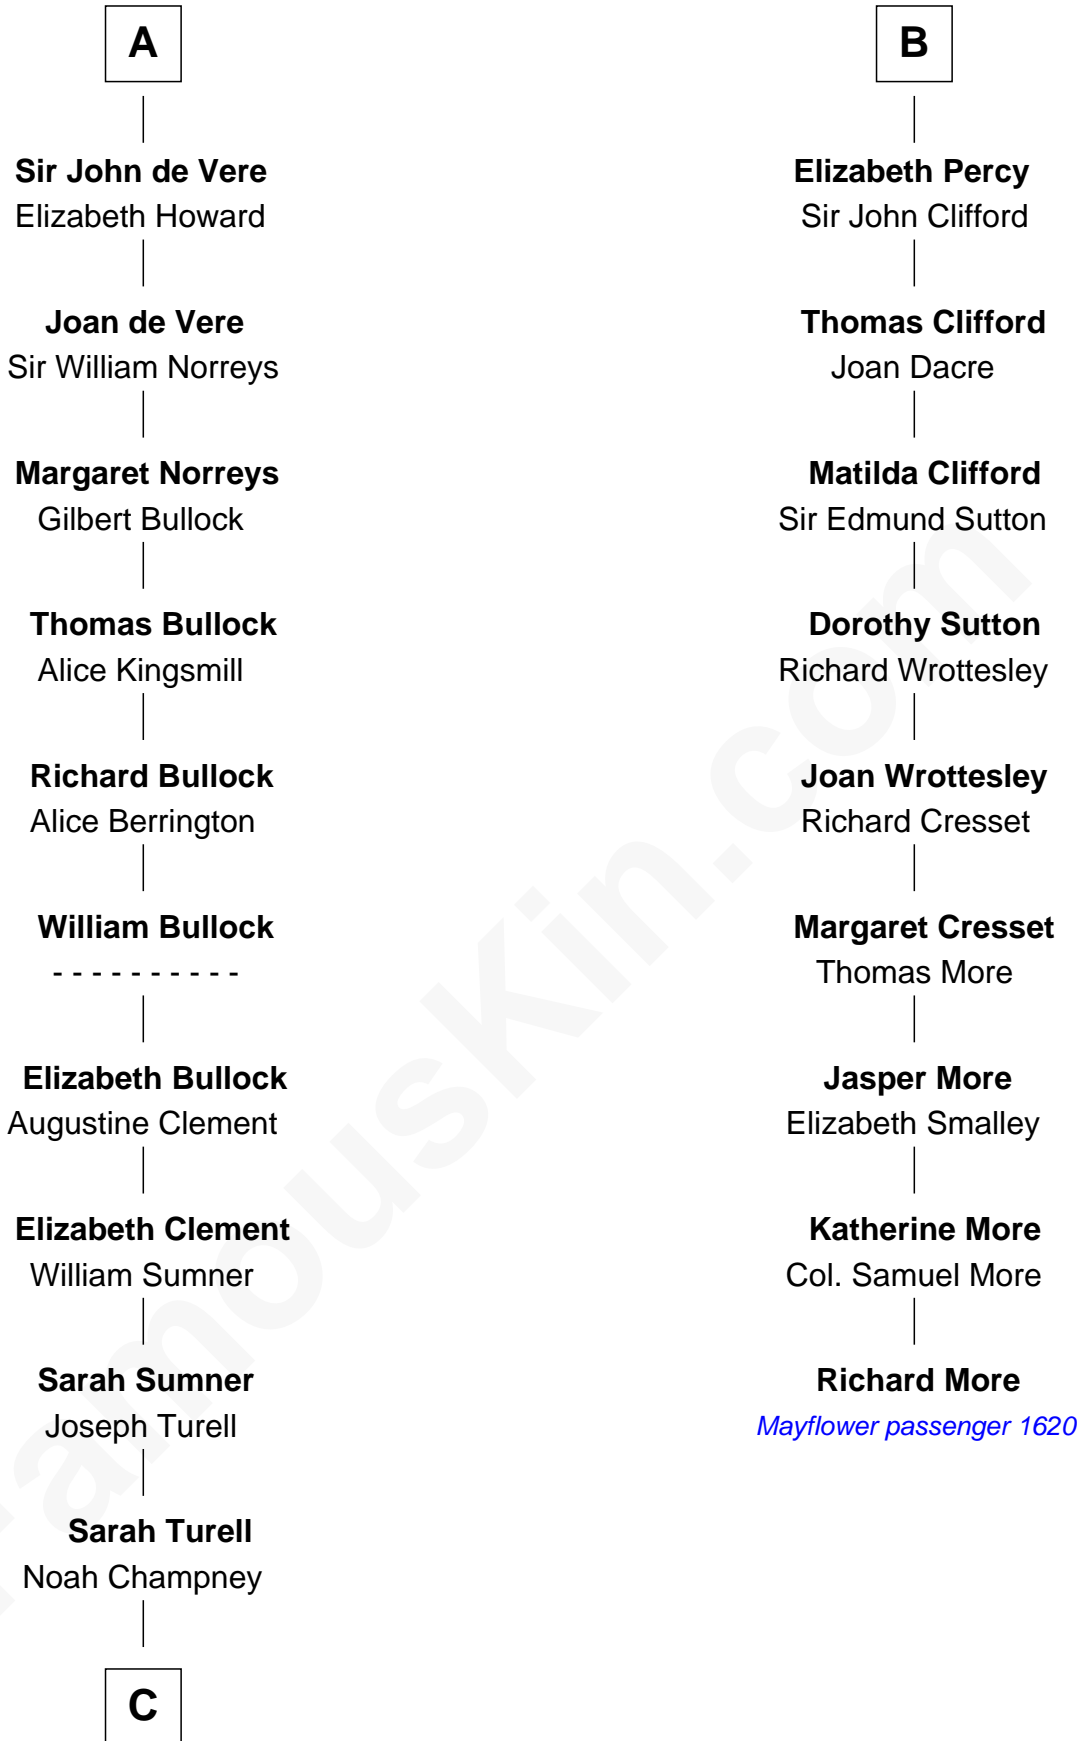 A
Sir John de Vere
Elizabeth Howard
Joan de Vere
Sir William Norreys
Margaret Norreys
Gilbert Bullock
Thomas Bullock
Alice Kingsmill
Richard Bullock
Alice Berrington
William Bullock
- - - - - - - - - -
Elizabeth Bullock
Augustine Clement
Elizabeth Clement
William Sumner
Sarah Sumner
Joseph Turell
Sarah Turell
Noah Champney
C
B
Elizabeth Percy
Sir John Clifford
Thomas Clifford
Joan Dacre
Matilda Clifford
Sir Edmund Sutton
Dorothy Sutton
Richard Wrottesley
Joan Wrottesley
Richard Cresset
Margaret Cresset
Thomas More
Jasper More
Elizabeth Smalley
Katherine More
Col. Samuel More
Richard More
Mayflower passenger 1620
FamousKin.com